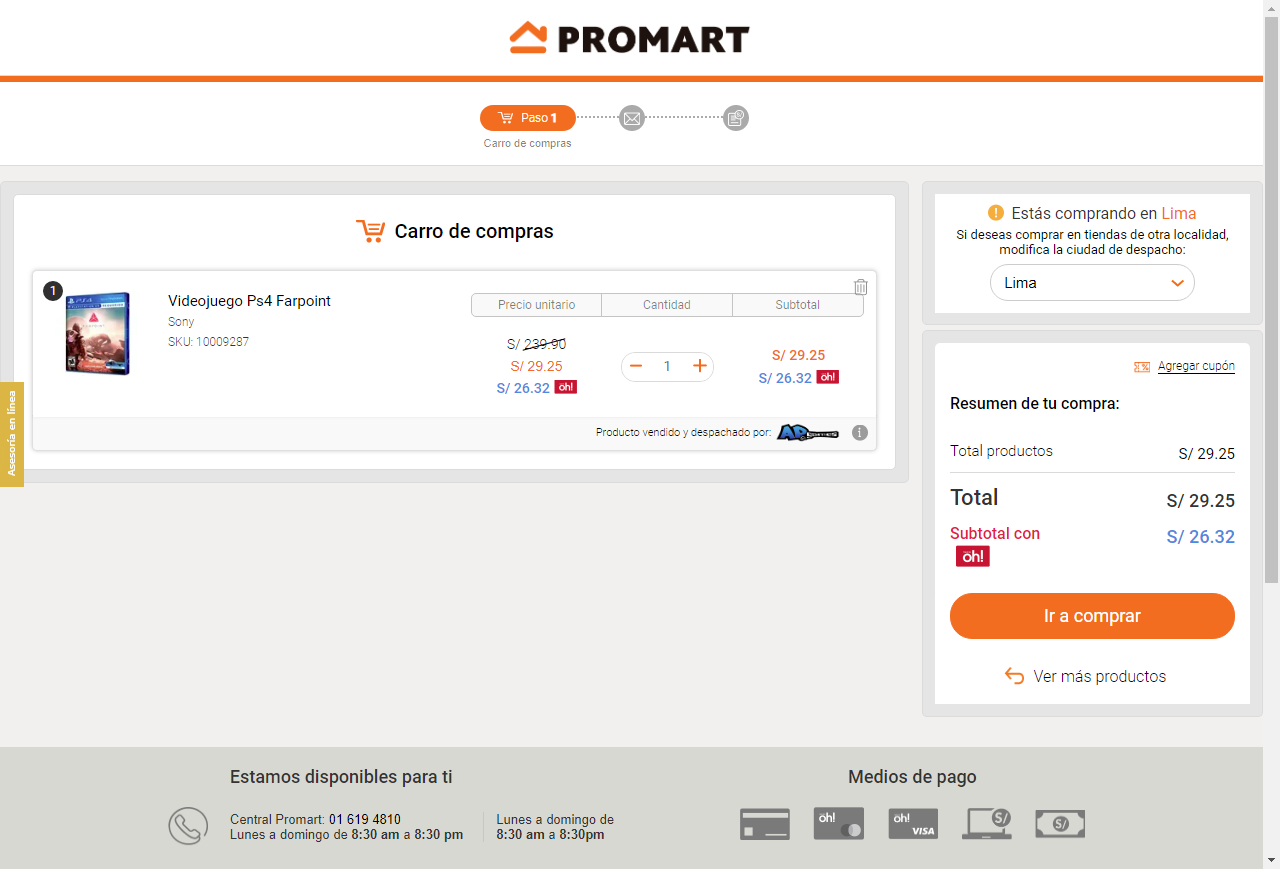 PROMART
Paso 1
Carro de compras
Carro de compras
1
Videojuego Ps4 Farpoint
Sony
SKU: 10009287
Precio unitario
Cantidad
Subtotal
S/ 239.90
S/ 29.25
S/ 26.32 oh!
1
S/ 29.25
S/ 26.32 oh!
Producto vendido y despachado por:
Asesoría en línea
Estás comprando en Lima
Si deseas comprar en tiendas de otra localidad,
modifica la ciudad de despacho:
Lima
Agregar cupón
Resumen de tu compra:
Total productos S/ 29.25
Total S/ 29.25
Subtotal con S/ 26.32
oh!
Ir a comprar
Ver más productos
Estamos disponibles para ti
Central Promart: 01 619 4810
Lunes a domingo de 8:30 am a 8:30 pm
Lunes a domingo de
8:30 am a 8:30pm
Medios de pago
oh!
oh! VISA
S/
S/